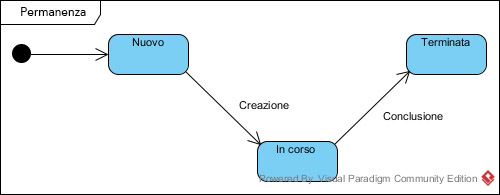 Permanenza
Nuovo
Terminata
Creazione
Conclusione
In corso
Powered By Visual Paradigm Community Edition